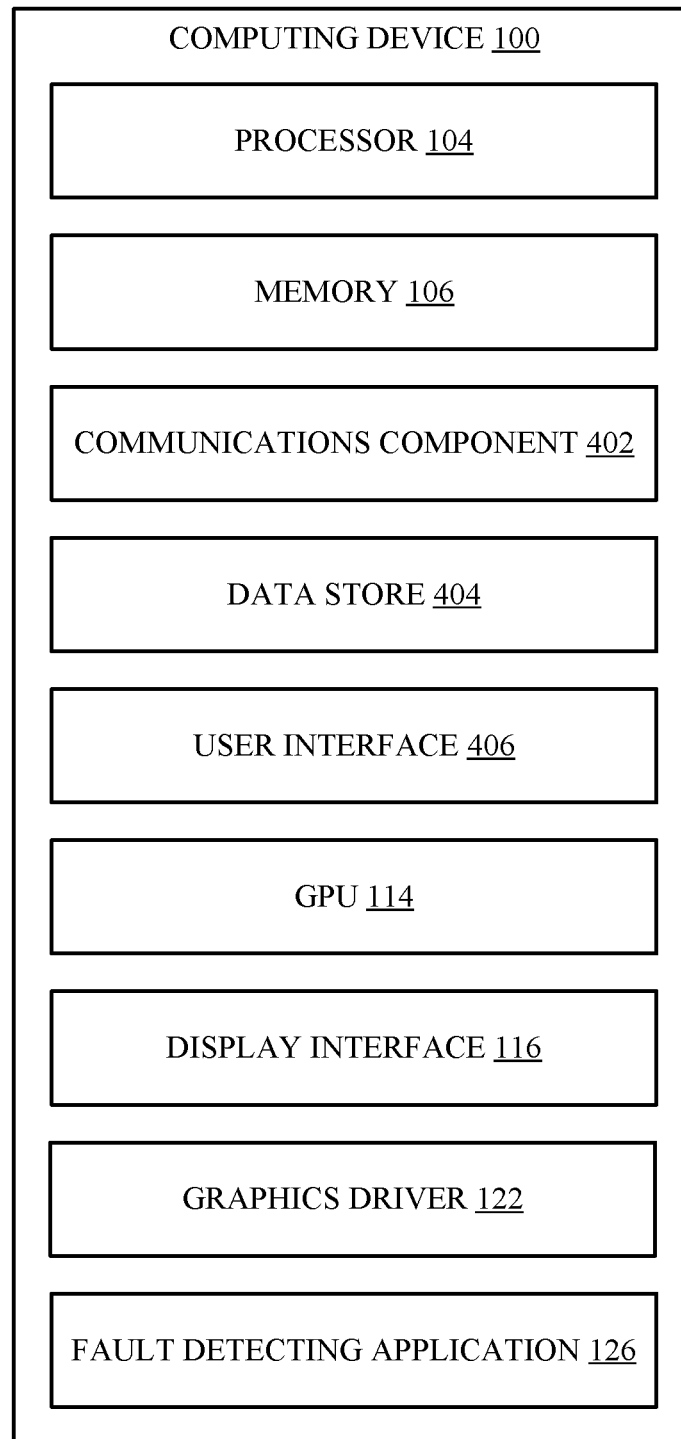 COMPUTING DEVICE 100
PROCESSOR 104
MEMORY 106
COMMUNICATIONS COMPONENT 402
DATA STORE 404
USER INTERFACE 406
GPU 114
DISPLAY INTERFACE 116
GRAPHICS DRIVER 122
FAULT DETECTING APPLICATION 126